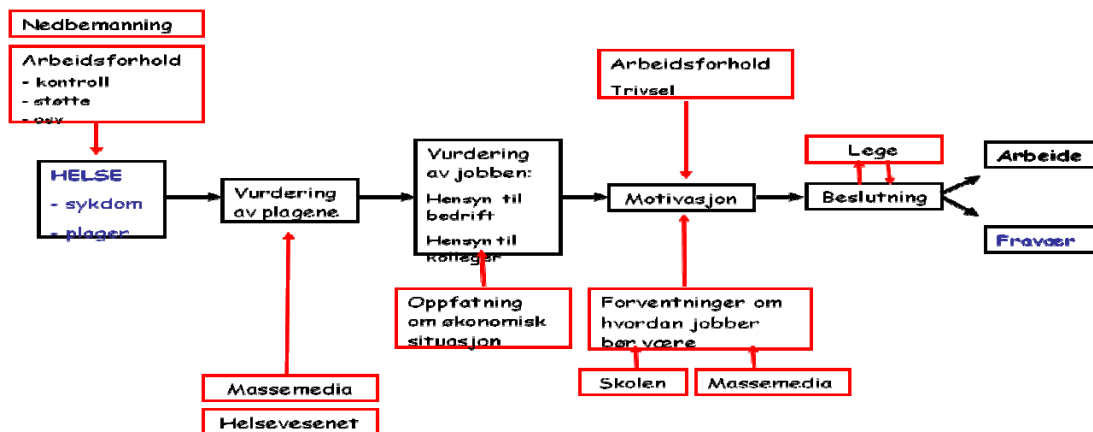 Nedbemanning
Arbeidsforhold
- kontroll
- støtte
- osv
HELSE
- sykdom
- plager
Vurdering
av plagene
Massemedia
Helsevesenet
Vurdering
av jobben:
Hensyn til
bedrift
Hensyn til
kolleger
Oppfatning
om økonomisk
situasjon
Arbeidsforhold
Trivsel
Motivasjon
Forventninger om
hvordan jobber
bør være
Skolen
Massemedia
Lege
Beslutning
Arbeide
Fravær